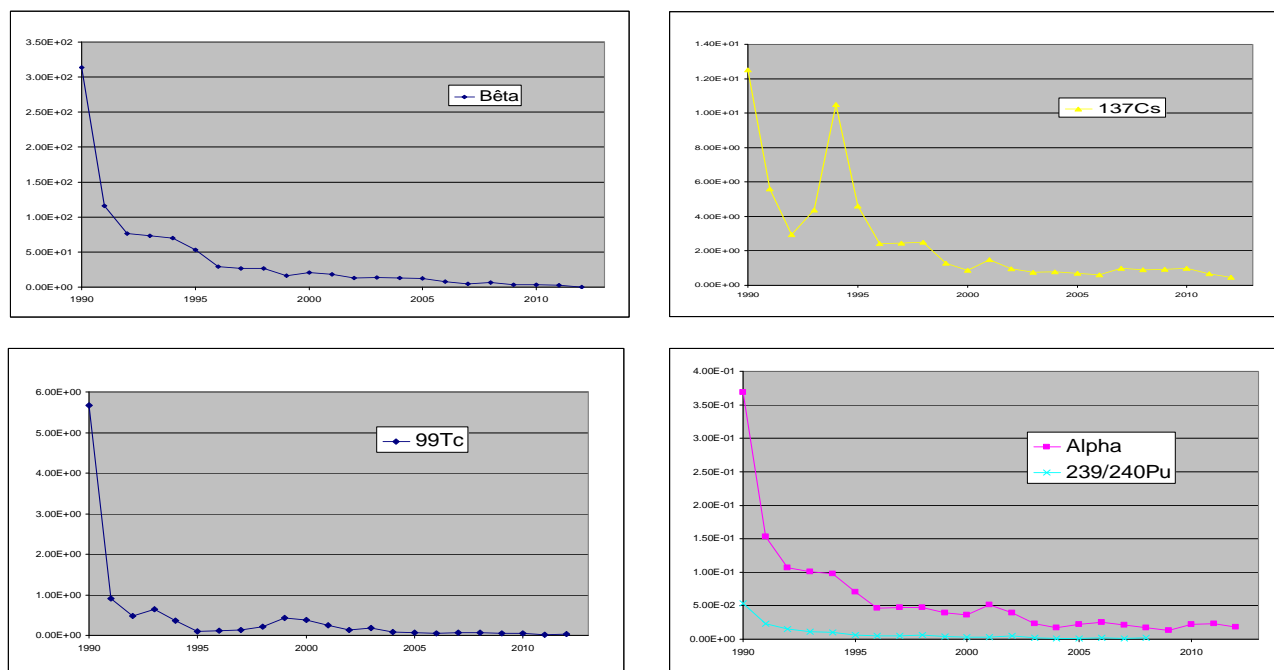 3.50E+02
3.00E+02
2.50E+02
2.00E+02
1.50E+02
1.00E+02
5.00E+01
0.00E+00
1990 1995 2000 2005 2010
Bêta
1.40E+01
1.20E+01
1.00E+01
8.00E+00
6.00E+00
4.00E+00
2.00E+00
0.00E+00
1990 1995 2000 2005 2010
137Cs
6.00E+00
5.00E+00
4.00E+00
3.00E+00
2.00E+00
1.00E+00
0.00E+00
1990 1995 2000 2005 2010
99Tc
4.00E-01
3.50E-01
3.00E-01
2.50E-01
2.00E-01
1.50E-01
1.00E-01
5.00E-02
0.00E+00
1990 1995 2000 2005 2010
Alpha
239/240Pu